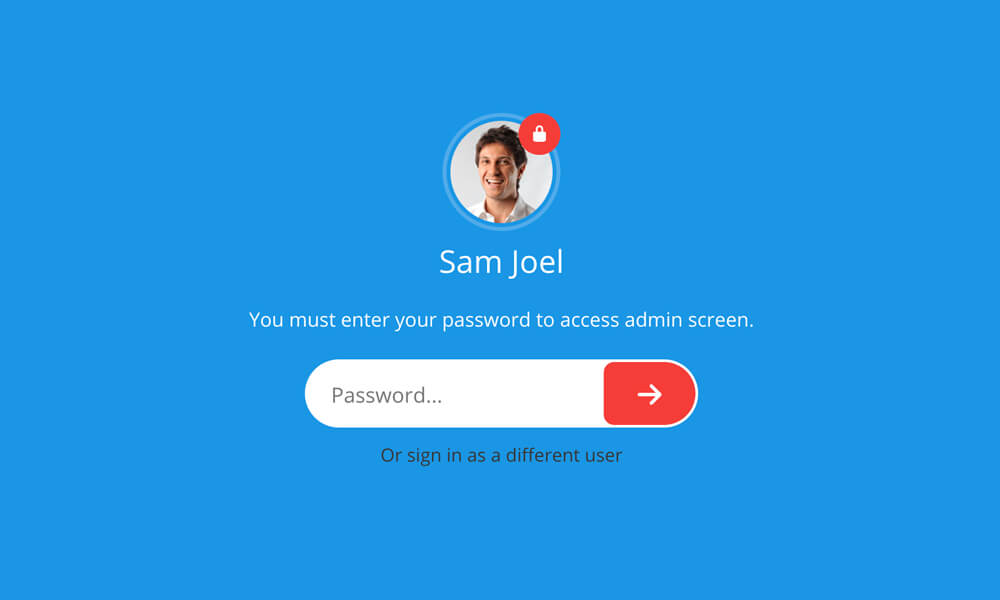 Sam Joel
You must enter your password to access admin screen.
Password...
Or sign in as a different user